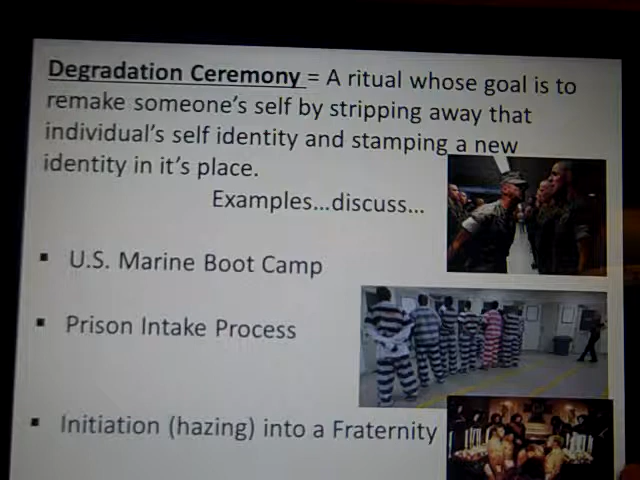 Degradation Ceremony = A ritual whose goal is to
remake someone's self by stripping away that
individual's self identity and stamping a new
identity in it's place.
Examples...discuss...
▪ U.S. Marine Boot Camp
▪ Prison Intake Process
▪ Initiation (hazing) into a Fraternity